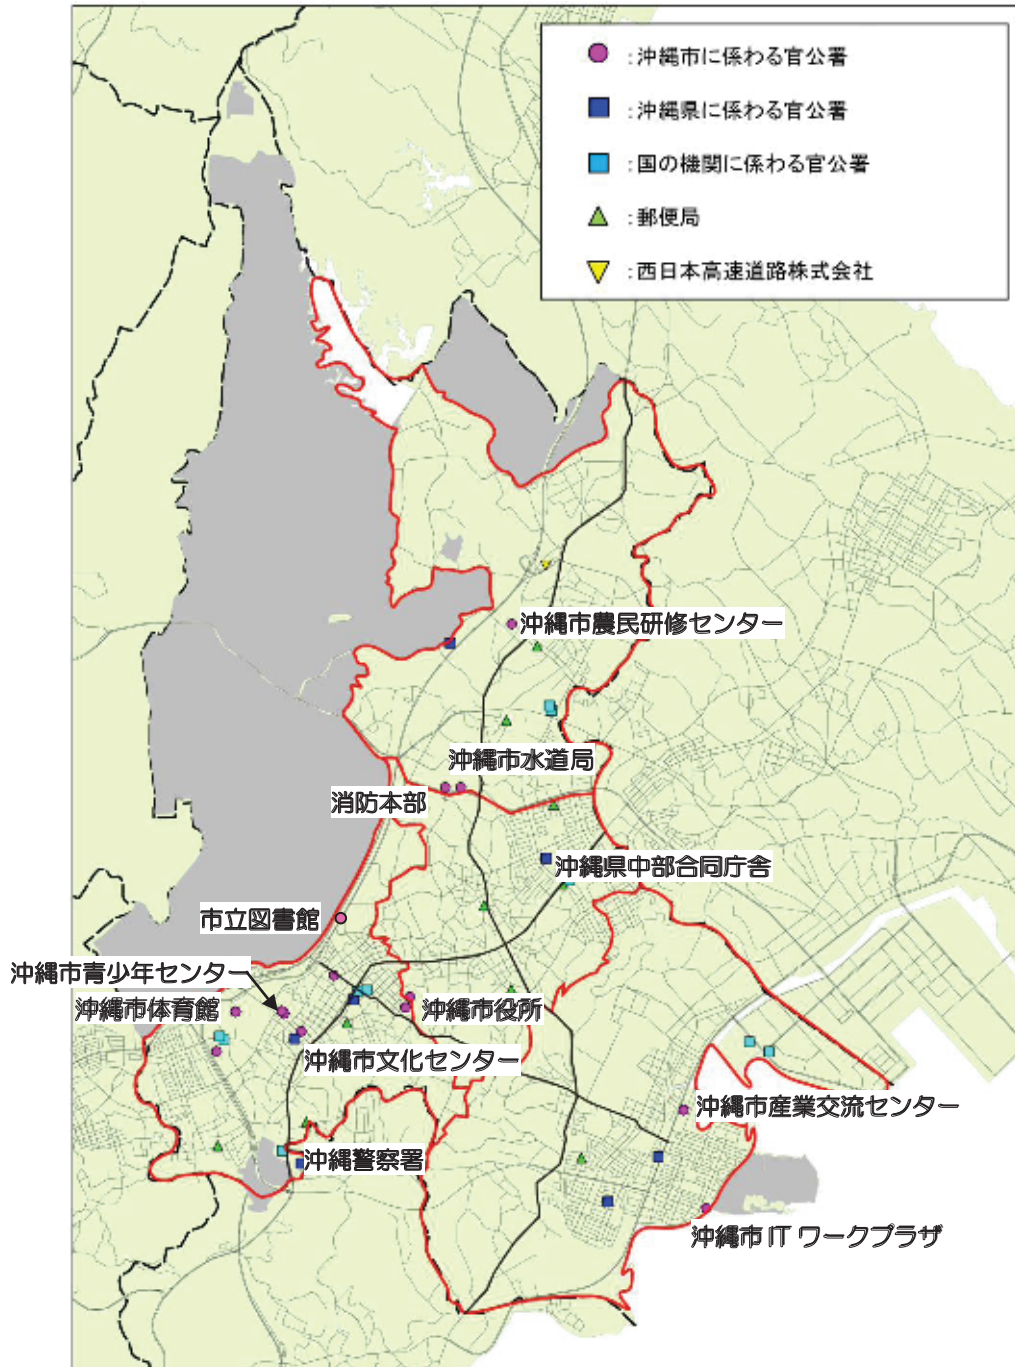 :沖縄市に係わる官公署
:沖縄県に係わる官公署
:国の機関に係わる官公署
:郵便局
:西日本高速道路株式会社
沖縄市農民研修センター
沖縄市水道局
消防本部
沖縄県中部合同庁舎
市立図書館
沖縄市青少年センター
沖縄市体育館
沖縄市役所
沖縄市文化センター
沖縄市産業交流センター
沖縄警察署
沖縄市 IT ワークプラザ